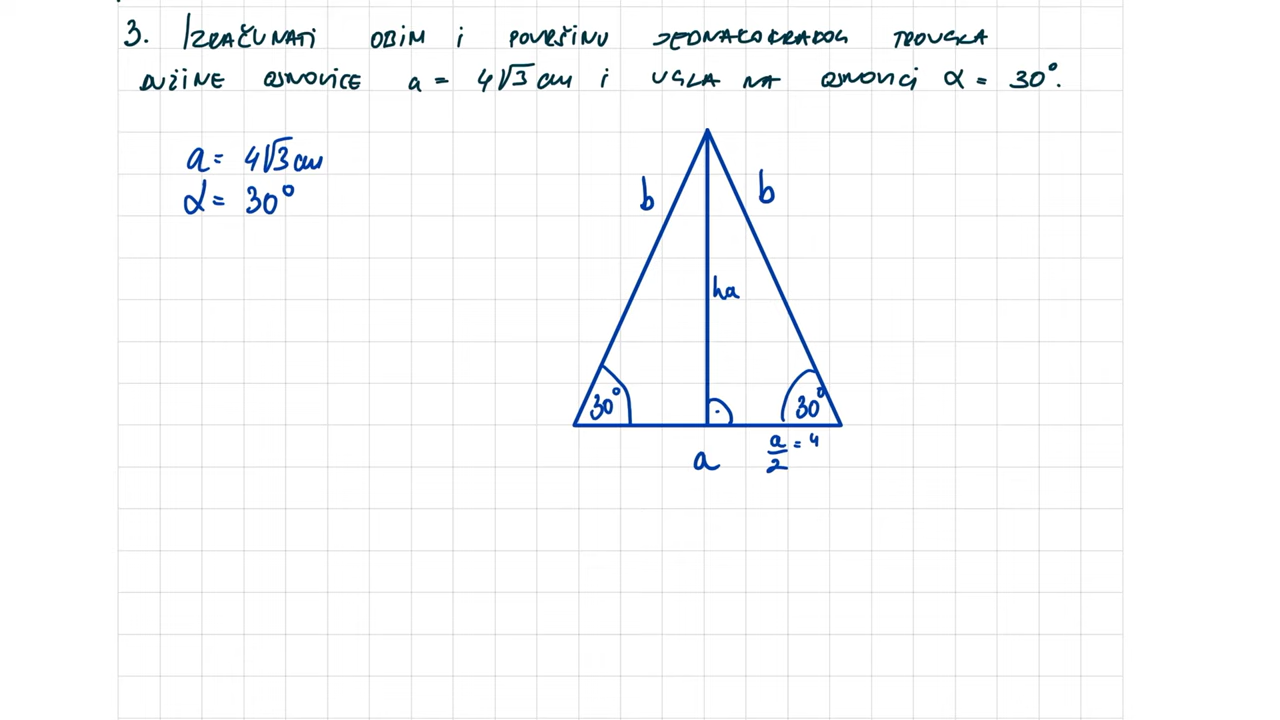 3. IZRAČUNATI OBIM I POVRŠINU JEDNAKOKRAKOG TROUGLA
DUŽINE OSNOVICE a = 4√3 cm I UGLA NA OSNOVICI α = 30°.
a = 4√3 cm
α = 30°
b b
ha
30° 30°
a a/2 = 4